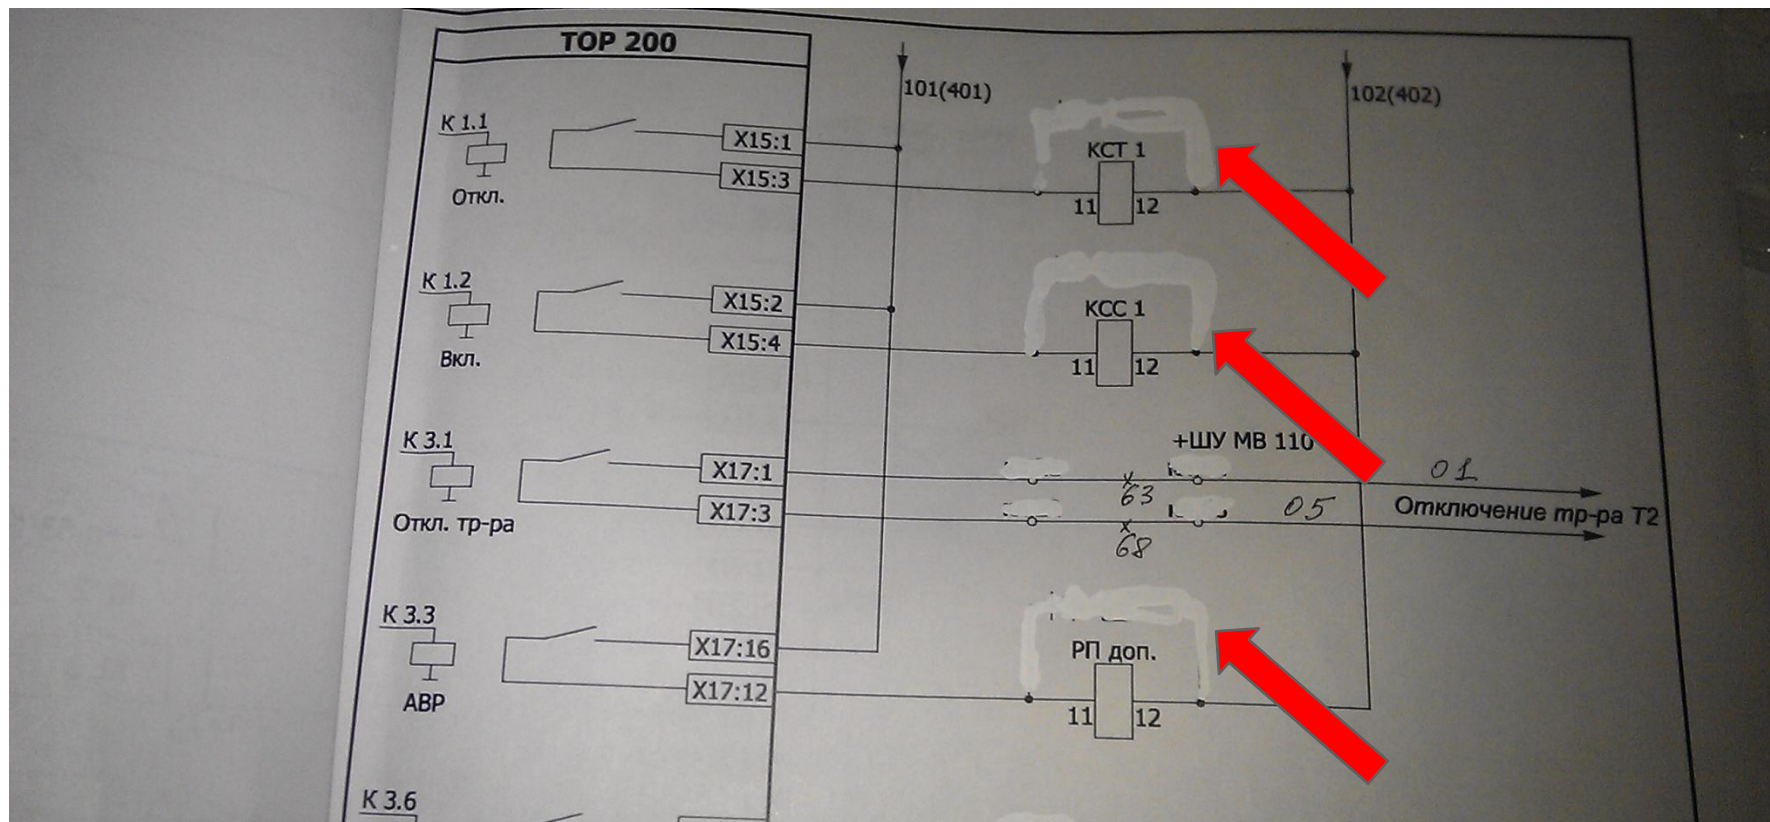 ТОР 200
101(401)
102(402)
К 1.1
Откл.
X15:1
X15:3
КСТ 1
11
12
К 1.2
Вкл.
X15:2
X15:4
КСС 1
11
12
К 3.1
Откл. тр-ра
X17:1
X17:3
+ШУ МВ 110
63
01
68
05
Отключение тр-ра Т2
К 3.3
АВР
X17:16
X17:12
РП доп.
11
12
К 3.6